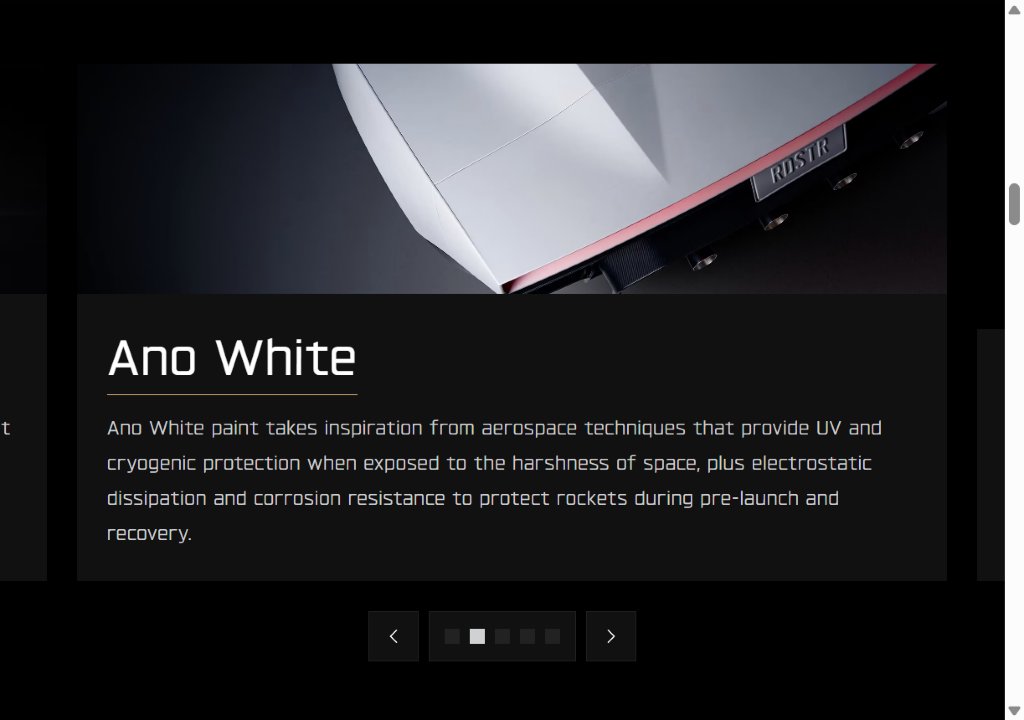 RDSTR
Ano White
Ano White paint takes inspiration from aerospace techniques that provide UV and
t
cryogenic protection when exposed to the harshness of space, plus electrostatic
dissipation and corrosion resistance to protect rockets during pre-launch and
recovery.